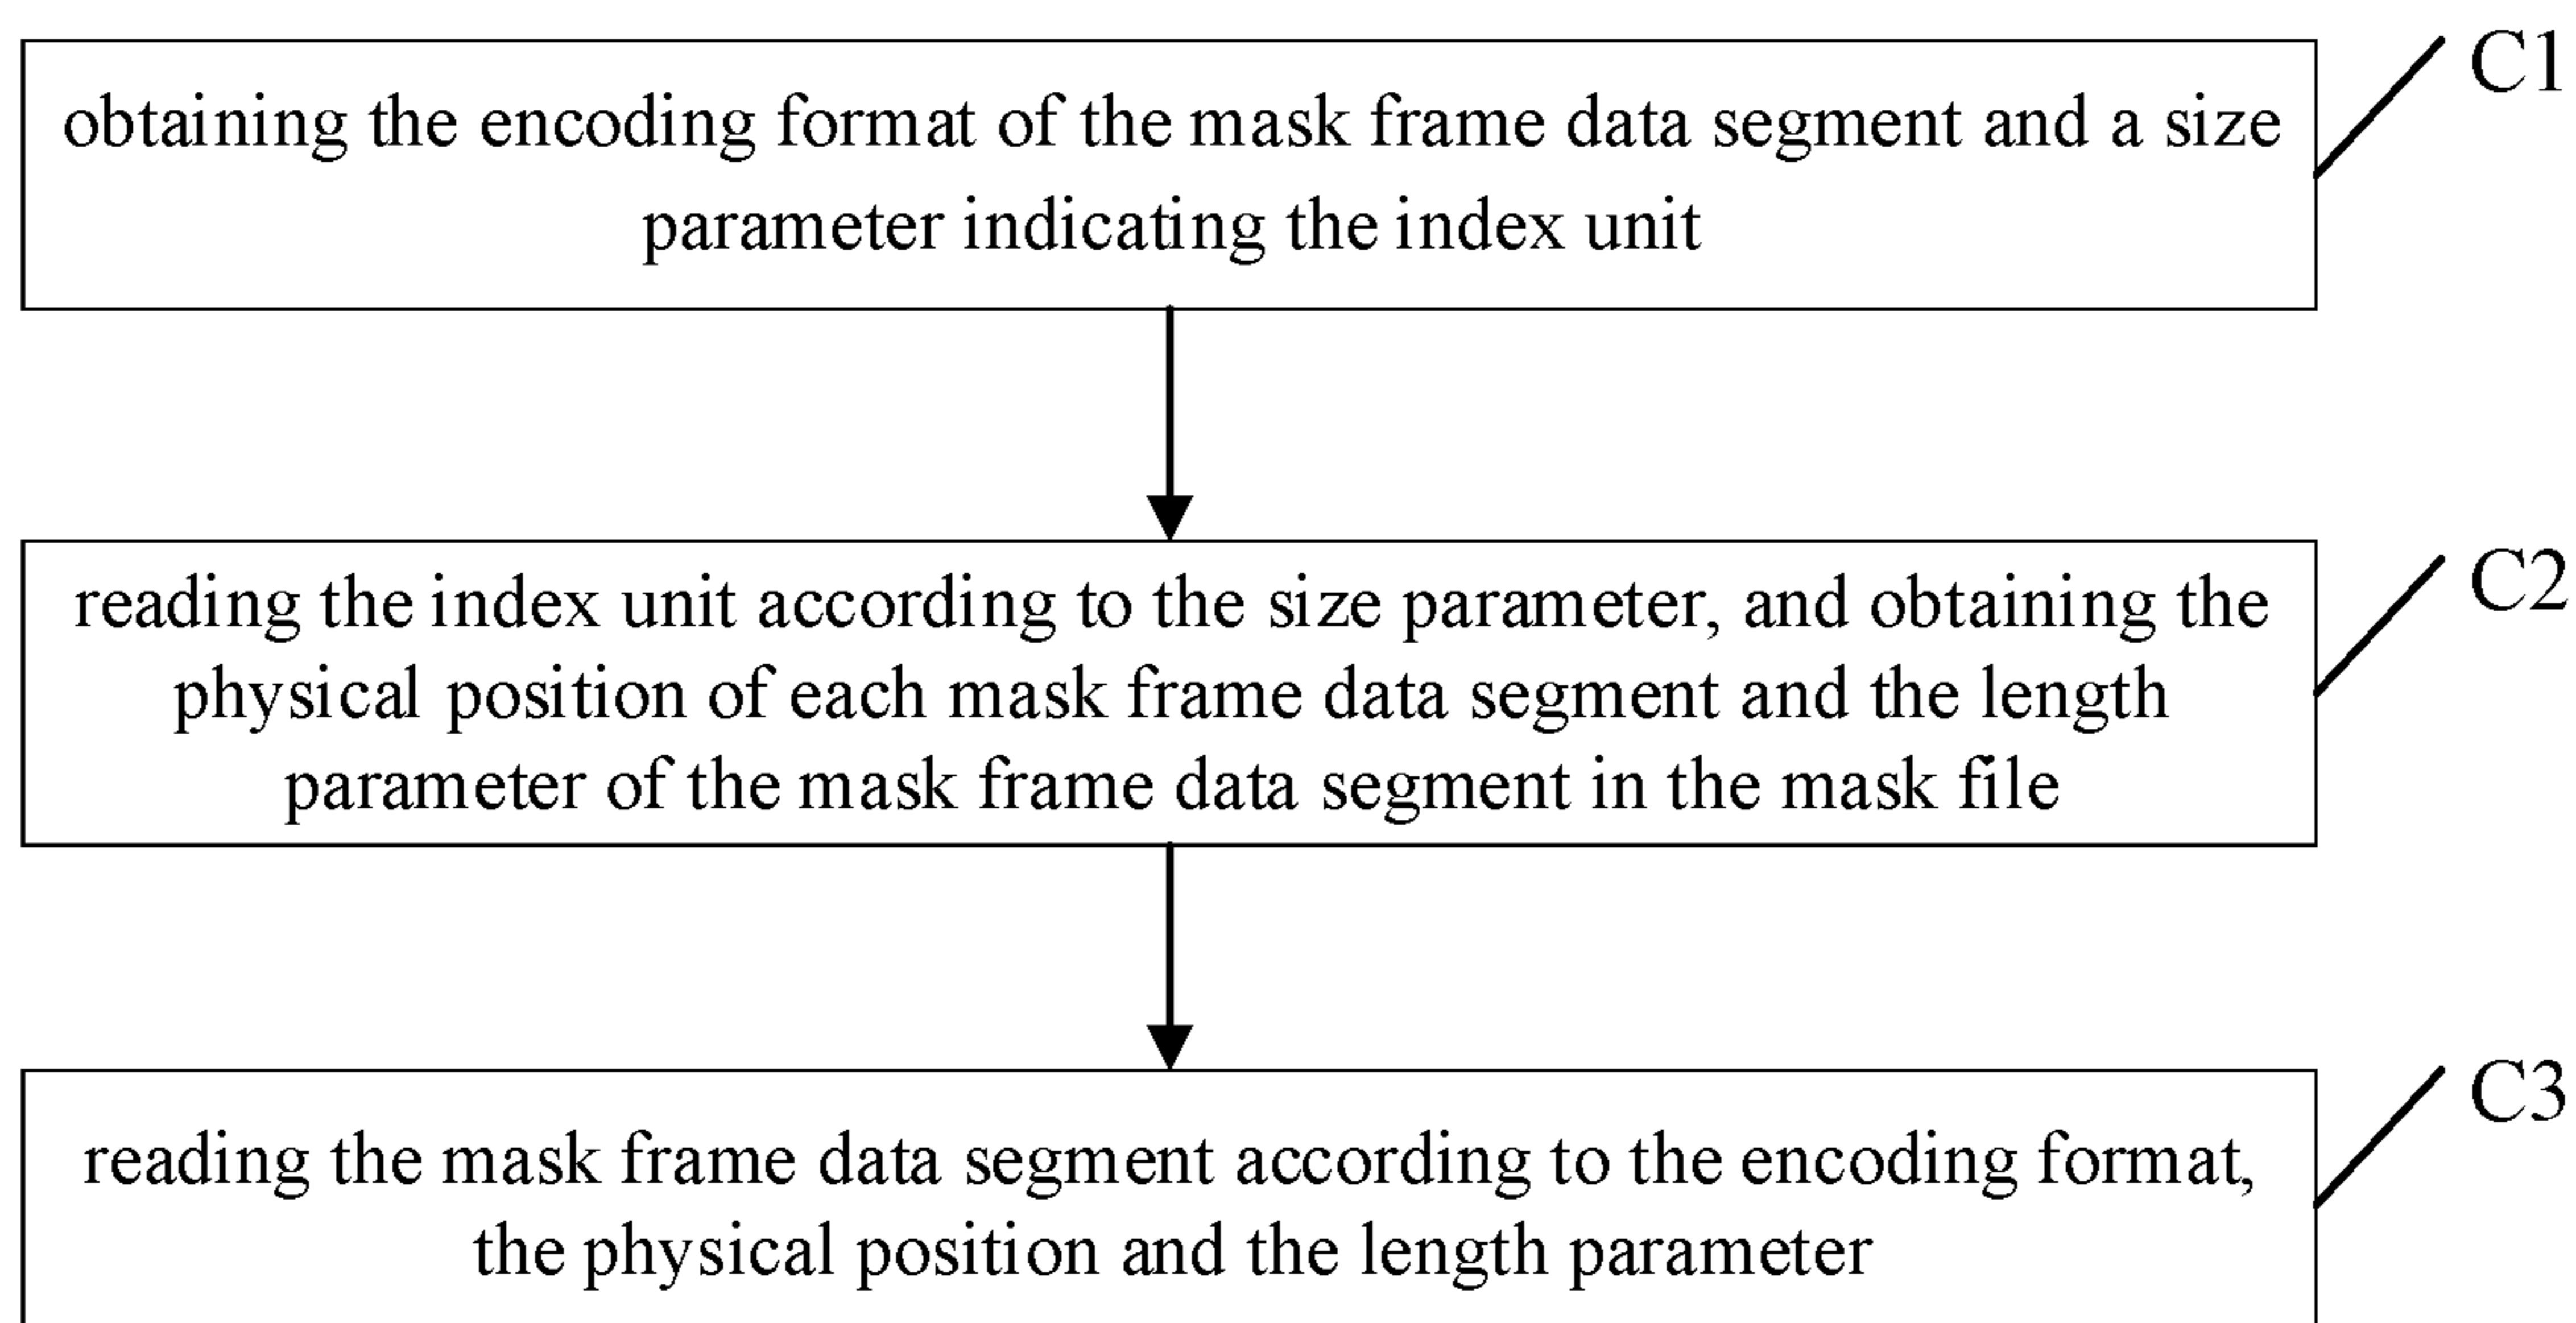 obtaining the encoding format of the mask frame data segment and a size
parameter indicating the index unit
C1
reading the index unit according to the size parameter, and obtaining the
physical position of each mask frame data segment and the length
parameter of the mask frame data segment in the mask file
C2
reading the mask frame data segment according to the encoding format,
the physical position and the length parameter
C3